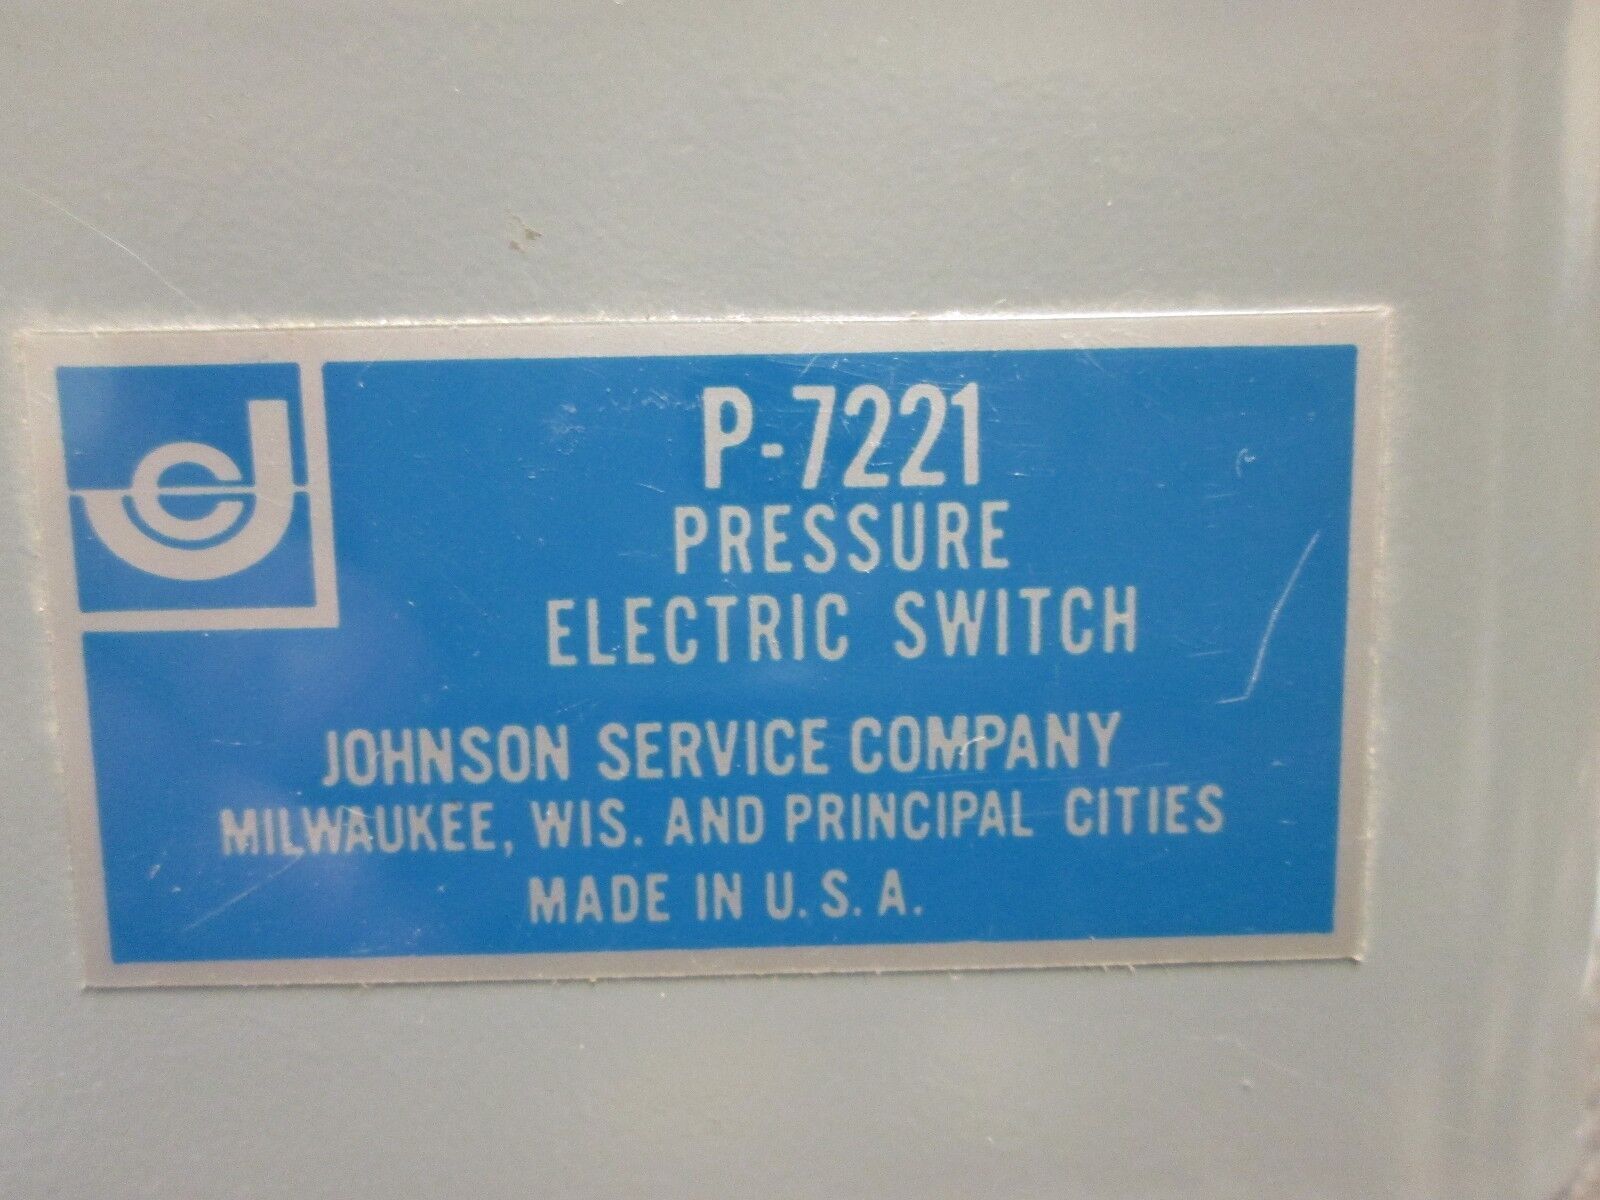 P-7221
PRESSURE
ELECTRIC SWITCH
JOHNSON SERVICE COMPANY
MILWAUKEE, WIS. AND PRINCIPAL CITIES
MADE IN U.S.A.